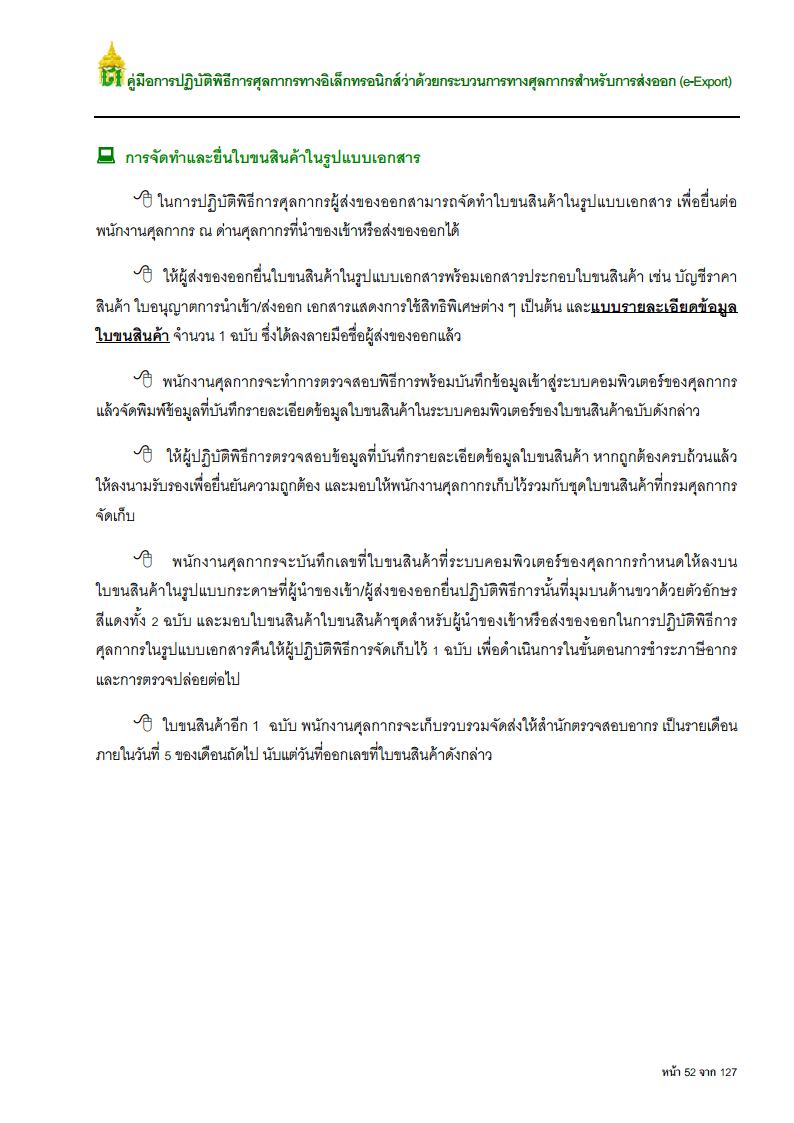 คู่มือการปฏิบัติพิธีการศุลกากรทางอิเล็กทรอนิกส์ว่าด้วยกระบวนการทางศุลกากรสำหรับการส่งออก (e-Export)
การจัดทำและยื่นใบขนสินค้าในรูปแบบเอกสาร
ในการปฏิบัติพิธีการศุลกากรผู้ส่งของออกสามารถจัดทำใบขนสินค้าในรูปแบบเอกสาร เพื่อยื่นต่อ
พนักงานศุลกากร ณ ด่านศุลกากรที่นำของเข้าหรือส่งของออกได้
ให้ผู้ส่งของออกยื่นใบขนสินค้าในรูปแบบเอกสารพร้อมเอกสารประกอบใบขนสินค้า เช่น บัญชีราคา
สินค้า ใบอนุญาตการนำเข้า/ส่งออก เอกสารแสดงการใช้สิทธิพิเศษต่าง ๆ เป็นต้น และแบบรายละเอียดข้อมูล
ใบขนสินค้า จำนวน 1 ฉบับ ซึ่งได้ลงลายมือชื่อผู้ส่งของออกแล้ว
พนักงานศุลกากรจะทำการตรวจสอบพิธีการพร้อมบันทึกข้อมูลเข้าสู่ระบบคอมพิวเตอร์ของศุลกากร
แล้วจัดพิมพ์ข้อมูลที่บันทึกรายละเอียดข้อมูลใบขนสินค้าในระบบคอมพิวเตอร์ของใบขนสินค้าฉบับดังกล่าว
ให้ผู้ปฏิบัติพิธีการตรวจสอบข้อมูลที่บันทึกรายละเอียดข้อมูลใบขนสินค้า หากถูกต้องครบถ้วนแล้ว
ให้ลงนามรับรองเพื่อยืนยันความถูกต้อง และมอบให้พนักงานศุลกากรเก็บไว้รวมกับชุดใบขนสินค้าที่กรมศุลกากร
จัดเก็บ
พนักงานศุลกากรจะบันทึกเลขที่ใบขนสินค้าที่ระบบคอมพิวเตอร์ของศุลกากรกำหนดให้ลงบน
ใบขนสินค้าในรูปแบบกระดาษที่ผู้นำของเข้า/ผู้ส่งของออกยื่นปฏิบัติพิธีการนั้นที่มุมบนด้านขวาด้วยตัวอักษร
สีแดงทั้ง 2 ฉบับ และมอบใบขนสินค้าใบขนสินค้าชุดสำหรับผู้นำของเข้าหรือส่งของออกในการปฏิบัติพิธีการ
ศุลกากรในรูปแบบเอกสารคืนให้ผู้ปฏิบัติพิธีการจัดเก็บไว้ 1 ฉบับ เพื่อดำเนินการในขั้นตอนการชำระภาษีอากร
และการตรวจปล่อยต่อไป
ใบขนสินค้าอีก 1 ฉบับ พนักงานศุลกากรจะเก็บรวบรวมจัดส่งให้สำนักตรวจสอบอากร เป็นรายเดือน
ภายในวันที่ 5 ของเดือนถัดไป นับแต่วันที่ออกเลขที่ใบขนสินค้าดังกล่าว
หน้า 52 จาก 127